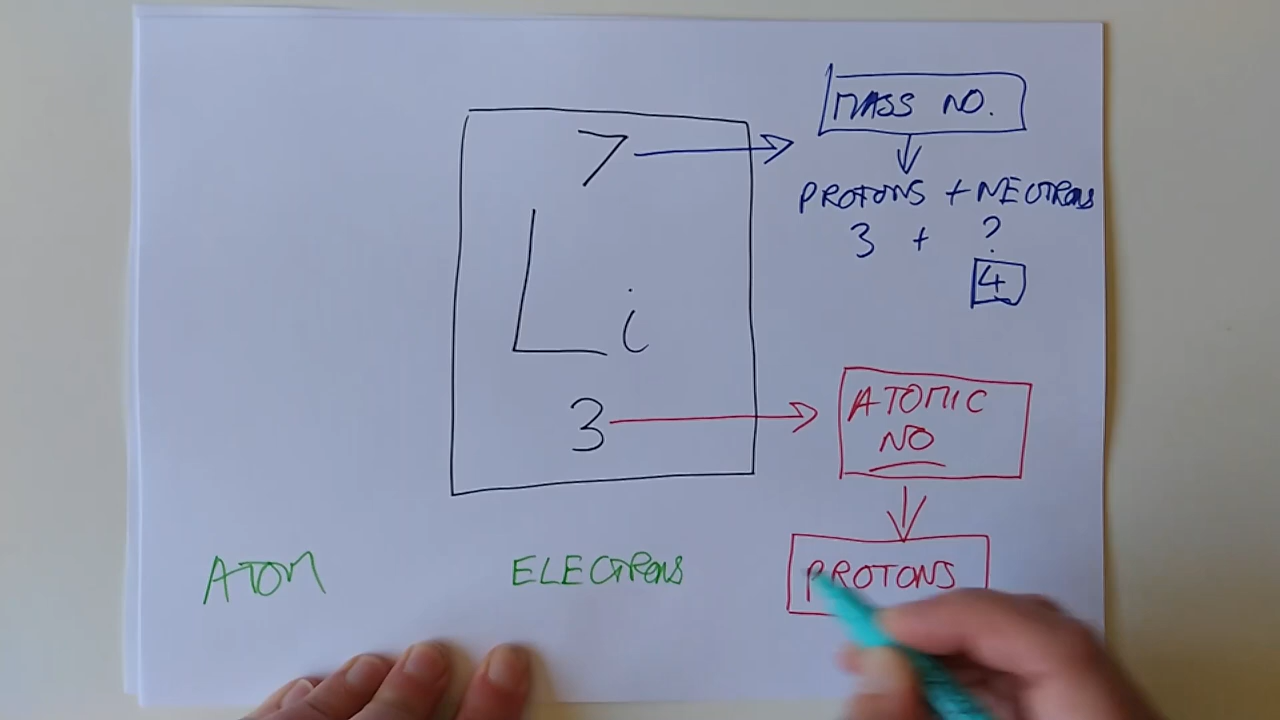 7
Li
3
MASS NO.
PROTONS + NEUTRONS
3 + ?
4
ATOMIC
NO
PROTONS
ATOM
ELECTRONS